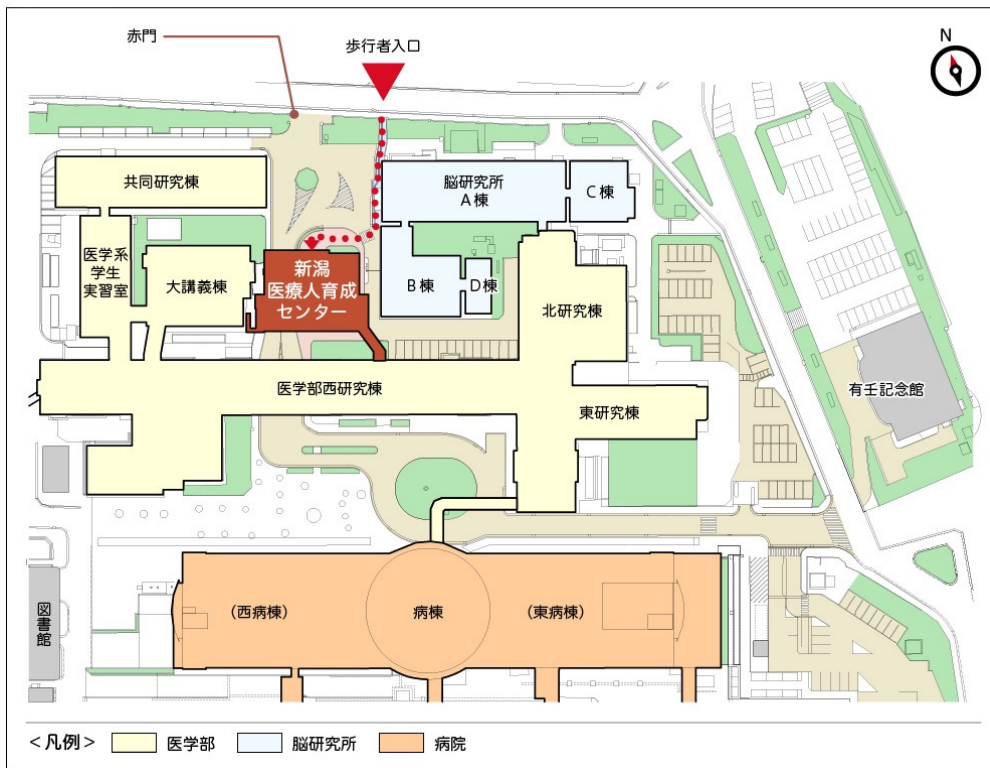 赤門
歩行者入口
N
共同研究棟
脳研究所
A棟
C棟
医学系
学生
実習室
大講義棟
新潟
医療人育成
センター
B棟
D棟
北研究棟
医学部西研究棟
東研究棟
有壬記念館
図書館
(西病棟)
病棟
(東病棟)
<凡例>
医学部
脳研究所
病院